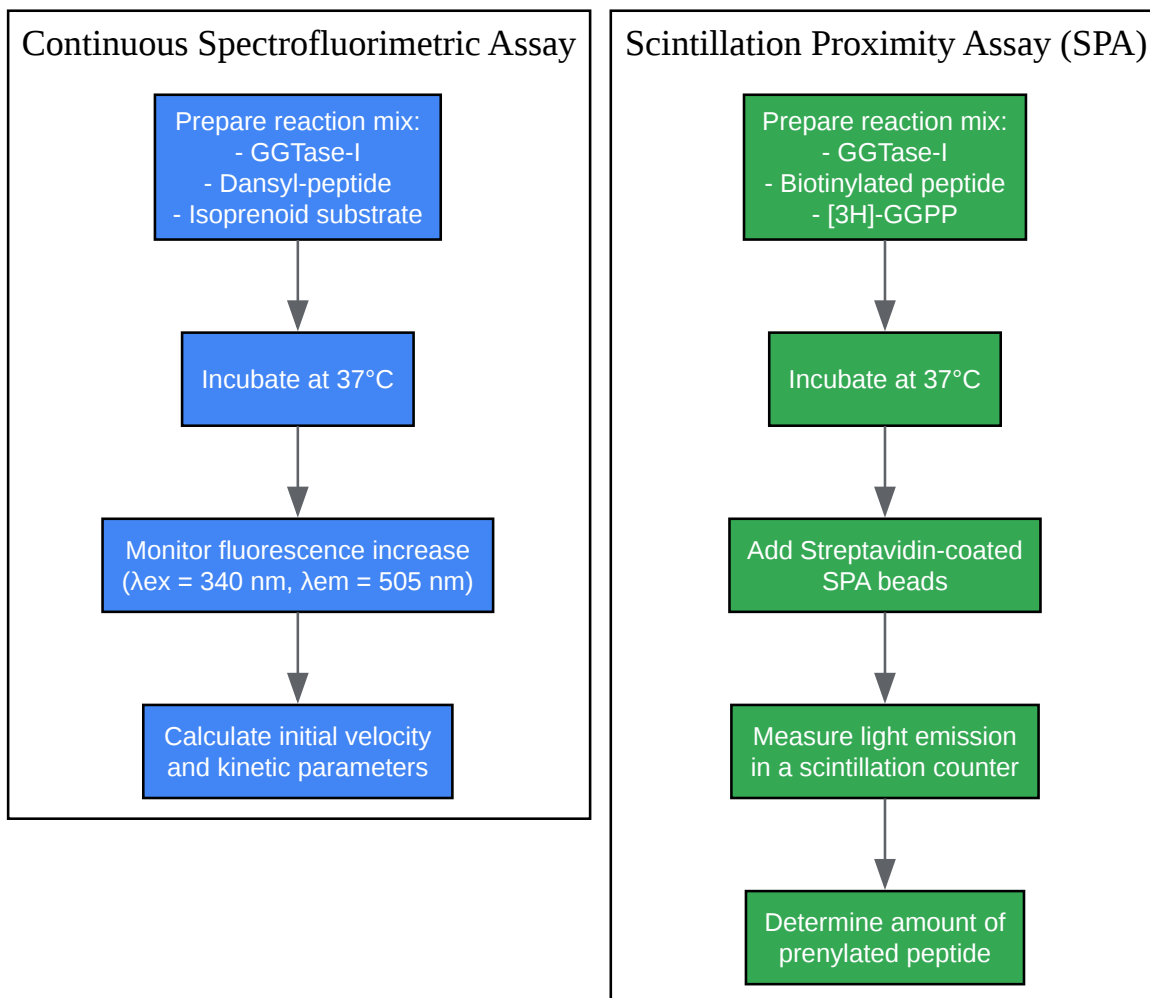 Continuous Spectrofluorimetric Assay
Prepare reaction mix:
- GGTase-I
- Dansyl-peptide
- Isoprenoid substrate
Incubate at 37°C
Monitor fluorescence increase
(λex = 340 nm, λem = 505 nm)
Calculate initial velocity
and kinetic parameters
Scintillation Proximity Assay (SPA)
Prepare reaction mix:
- GGTase-I
- Biotinylated peptide
- [3H]-GGPP
Incubate at 37°C
Add Streptavidin-coated
SPA beads
Measure light emission
in a scintillation counter
Determine amount of
prenylated peptide